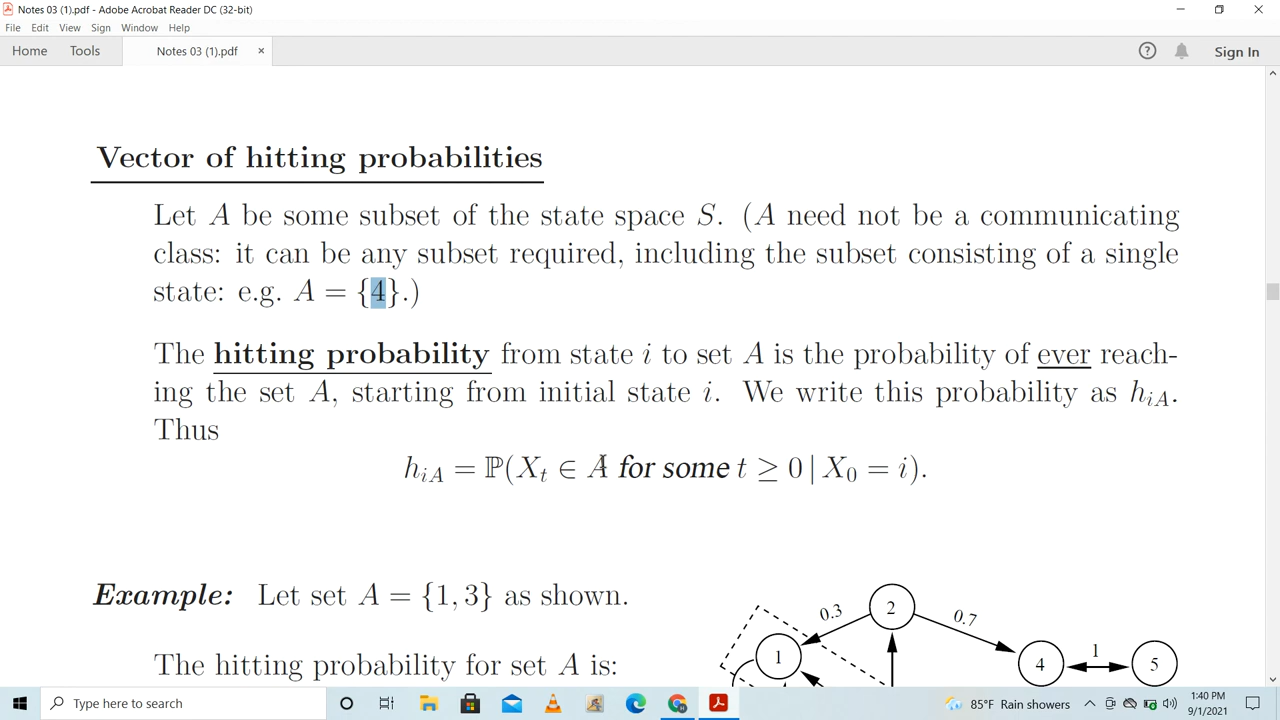 Notes 03 (1).pdf - Adobe Acrobat Reader DC (32-bit)
File Edit View Sign Window Help
Home Tools Notes 03 (1).pdf × Sign In
Vector of hitting probabilities
Let A be some subset of the state space S. (A need not be a communicating
class: it can be any subset required, including the subset consisting of a single
state: e.g. A = {4}.)
The hitting probability from state i to set A is the probability of ever reach-
ing the set A, starting from initial state i. We write this probability as h_{iA}.
Thus
h_{iA} = ℙ(X_t ∈ A for some t ≥ 0 | X_0 = i).
Example: Let set A = {1, 3} as shown.
The hitting probability for set A is:
0.3 2 0.7
1 4 1 5
Type here to search
85°F Rain showers
1:40 PM
9/1/2021